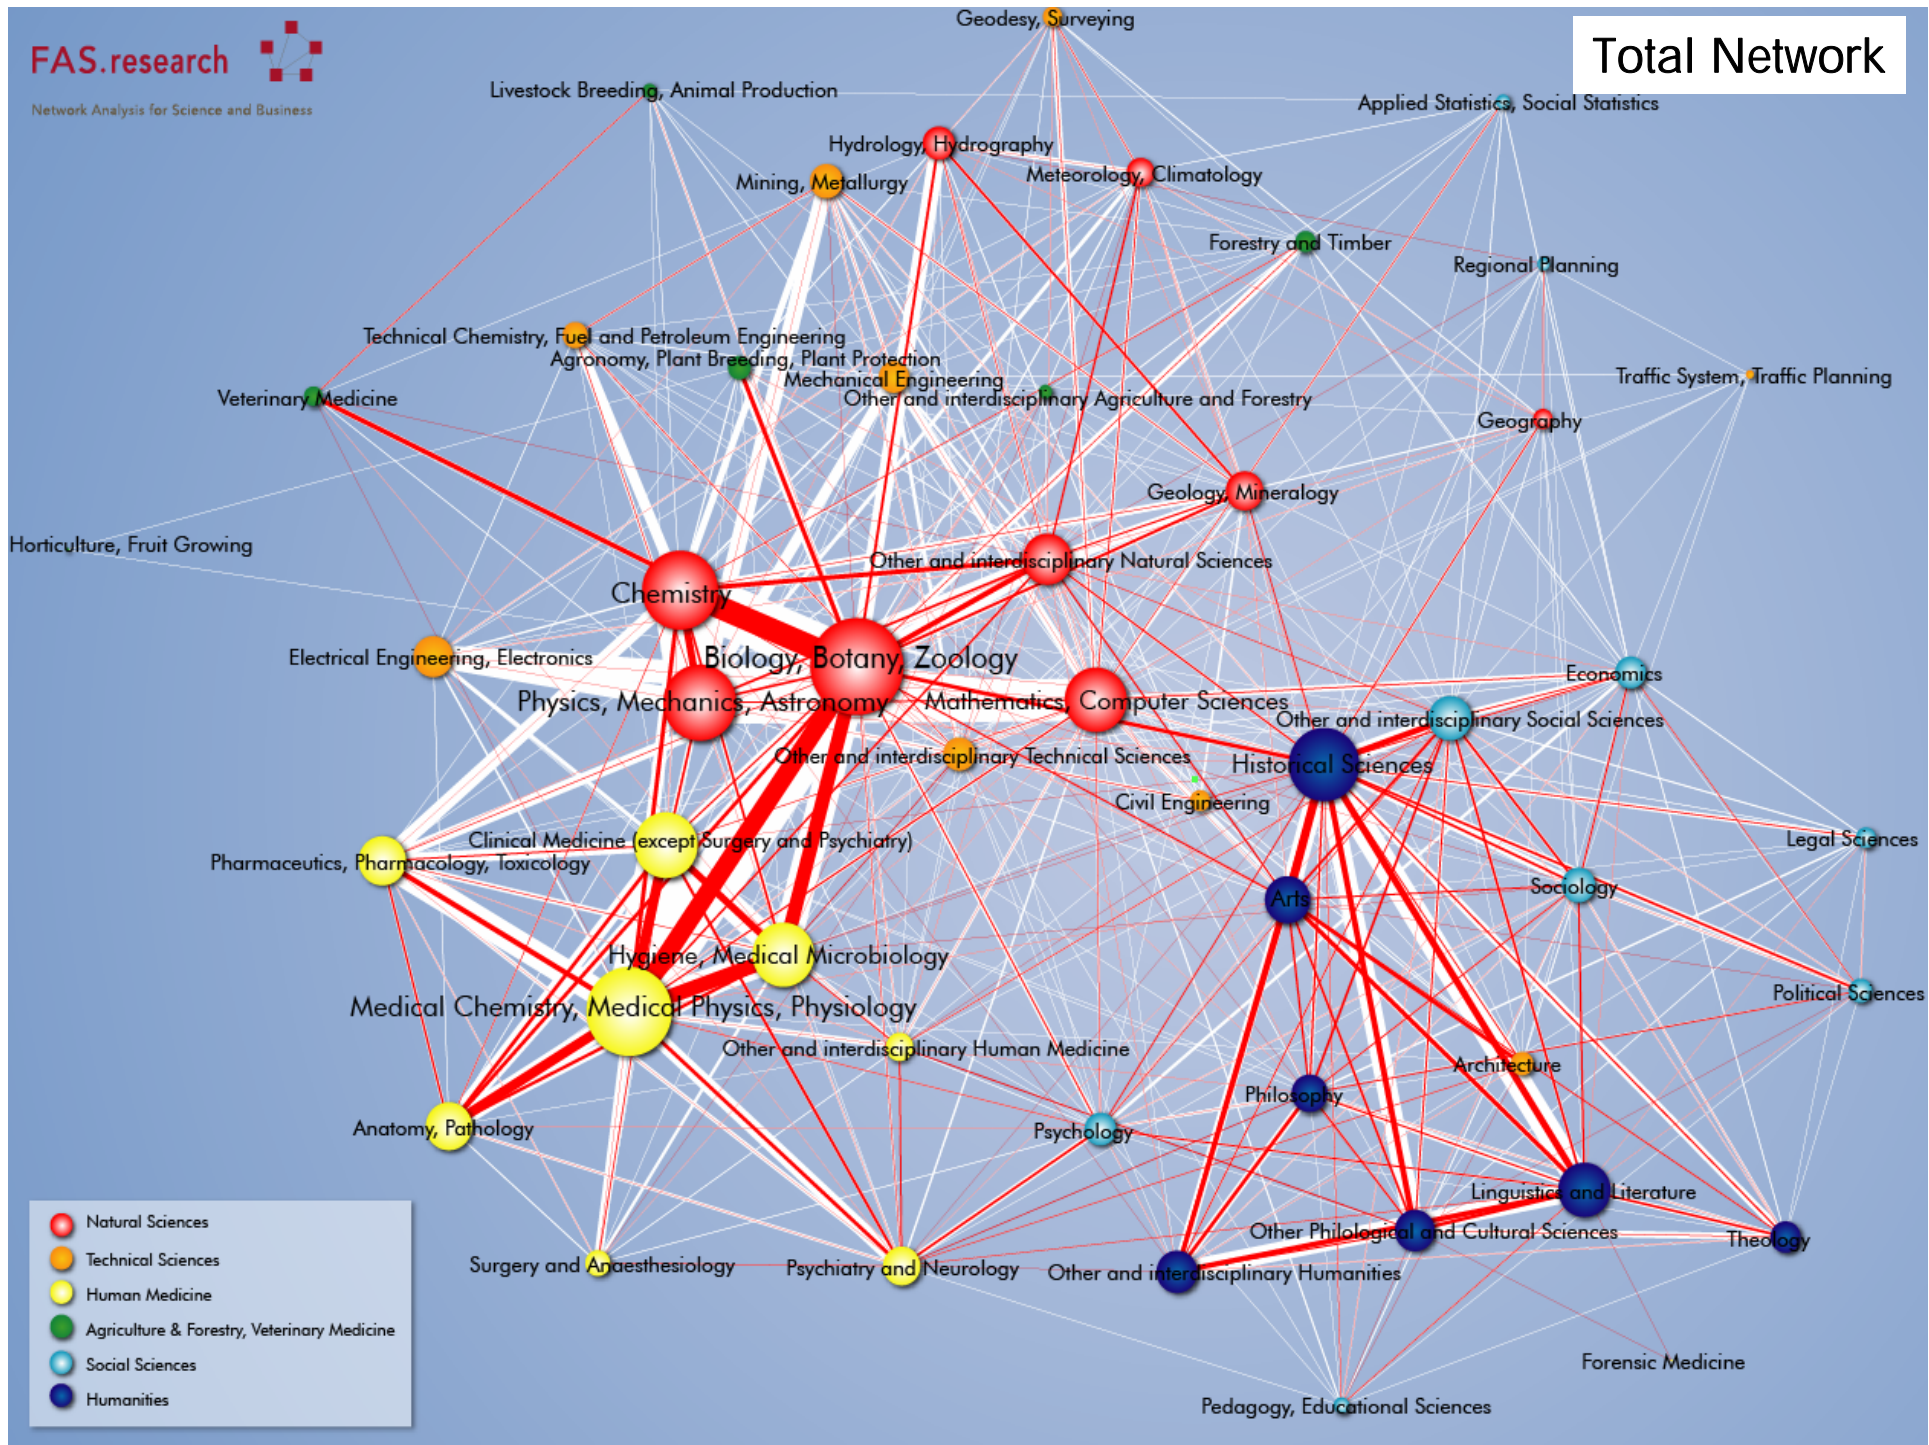 Geodesy, Surveying
Total Network
FAS.research
Network Analysis for Science and Business
Livestock Breeding, Animal Production
Applied Statistics, Social Statistics
Hydrology, Hydrography
Meteorology, Climatology
Mining, Metallurgy
Forestry and Timber
Regional Planning
Technical Chemistry, Fuel and Petroleum Engineering
Agronomy, Plant Breeding, Plant Protection
Mechanical Engineering
Traffic System, Traffic Planning
Veterinary Medicine
Other and interdisciplinary Agriculture and Forestry
Geography
Geology, Mineralogy
Horticulture, Fruit Growing
Other and interdisciplinary Natural Sciences
Chemistry
Electrical Engineering, Electronics
Biology, Botany, Zoology
Economics
Physics, Mechanics, Astronomy
Mathematics, Computer Sciences
Other and interdisciplinary Social Sciences
Other and interdisciplinary Technical Sciences
Historical Sciences
Civil Engineering
Clinical Medicine (except Surgery and Psychiatry)
Legal Sciences
Pharmaceutics, Pharmacology, Toxicology
Sociology
Arts
Hygiene, Medical Microbiology
Political Sciences
Medical Chemistry, Medical Physics, Physiology
Other and interdisciplinary Human Medicine
Architecture
Philosophy
Anatomy, Pathology
Psychology
Linguistics and Literature
Other Philological and Cultural Sciences
Theology
Surgery and Anaesthesiology
Psychiatry and Neurology
Other and interdisciplinary Humanities
Forensic Medicine
Pedagogy, Educational Sciences
Natural Sciences
Technical Sciences
Human Medicine
Agriculture & Forestry, Veterinary Medicine
Social Sciences
Humanities